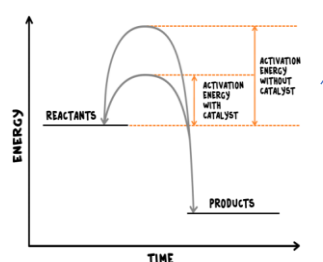 ACTIVATION
ENERGY
WITHOUT
CATALYST
ACTIVATION
ENERGY
WITH
CATALYST
REACTANTS
ENERGY
PRODUCTS
TIME